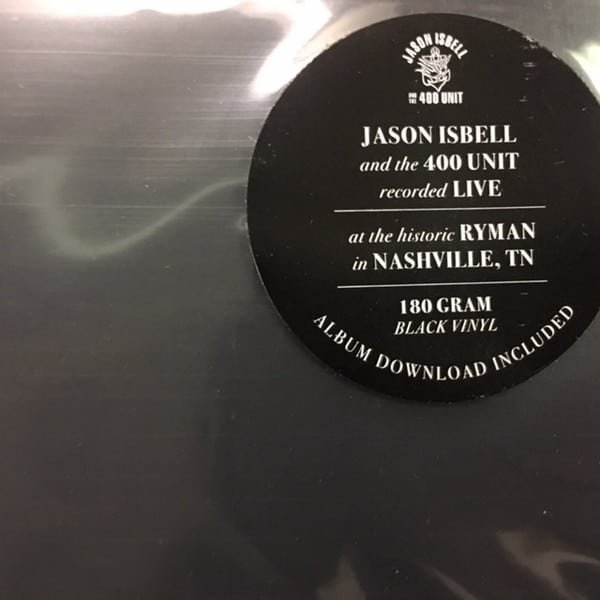 JASON ISBELL
AND THE 400 UNIT
JASON ISBELL
and the 400 UNIT
recorded LIVE
at the historic RYMAN
in NASHVILLE, TN
180 GRAM
BLACK VINYL
ALBUM DOWNLOAD INCLUDED